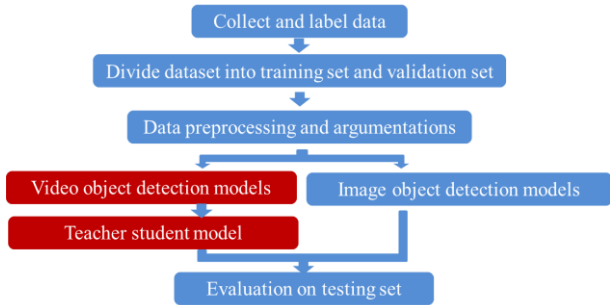 Collect and label data
Divide dataset into training set and validation set
Data preprocessing and argumentations
Video object detection models
Image object detection models
Teacher student model
Evaluation on testing set